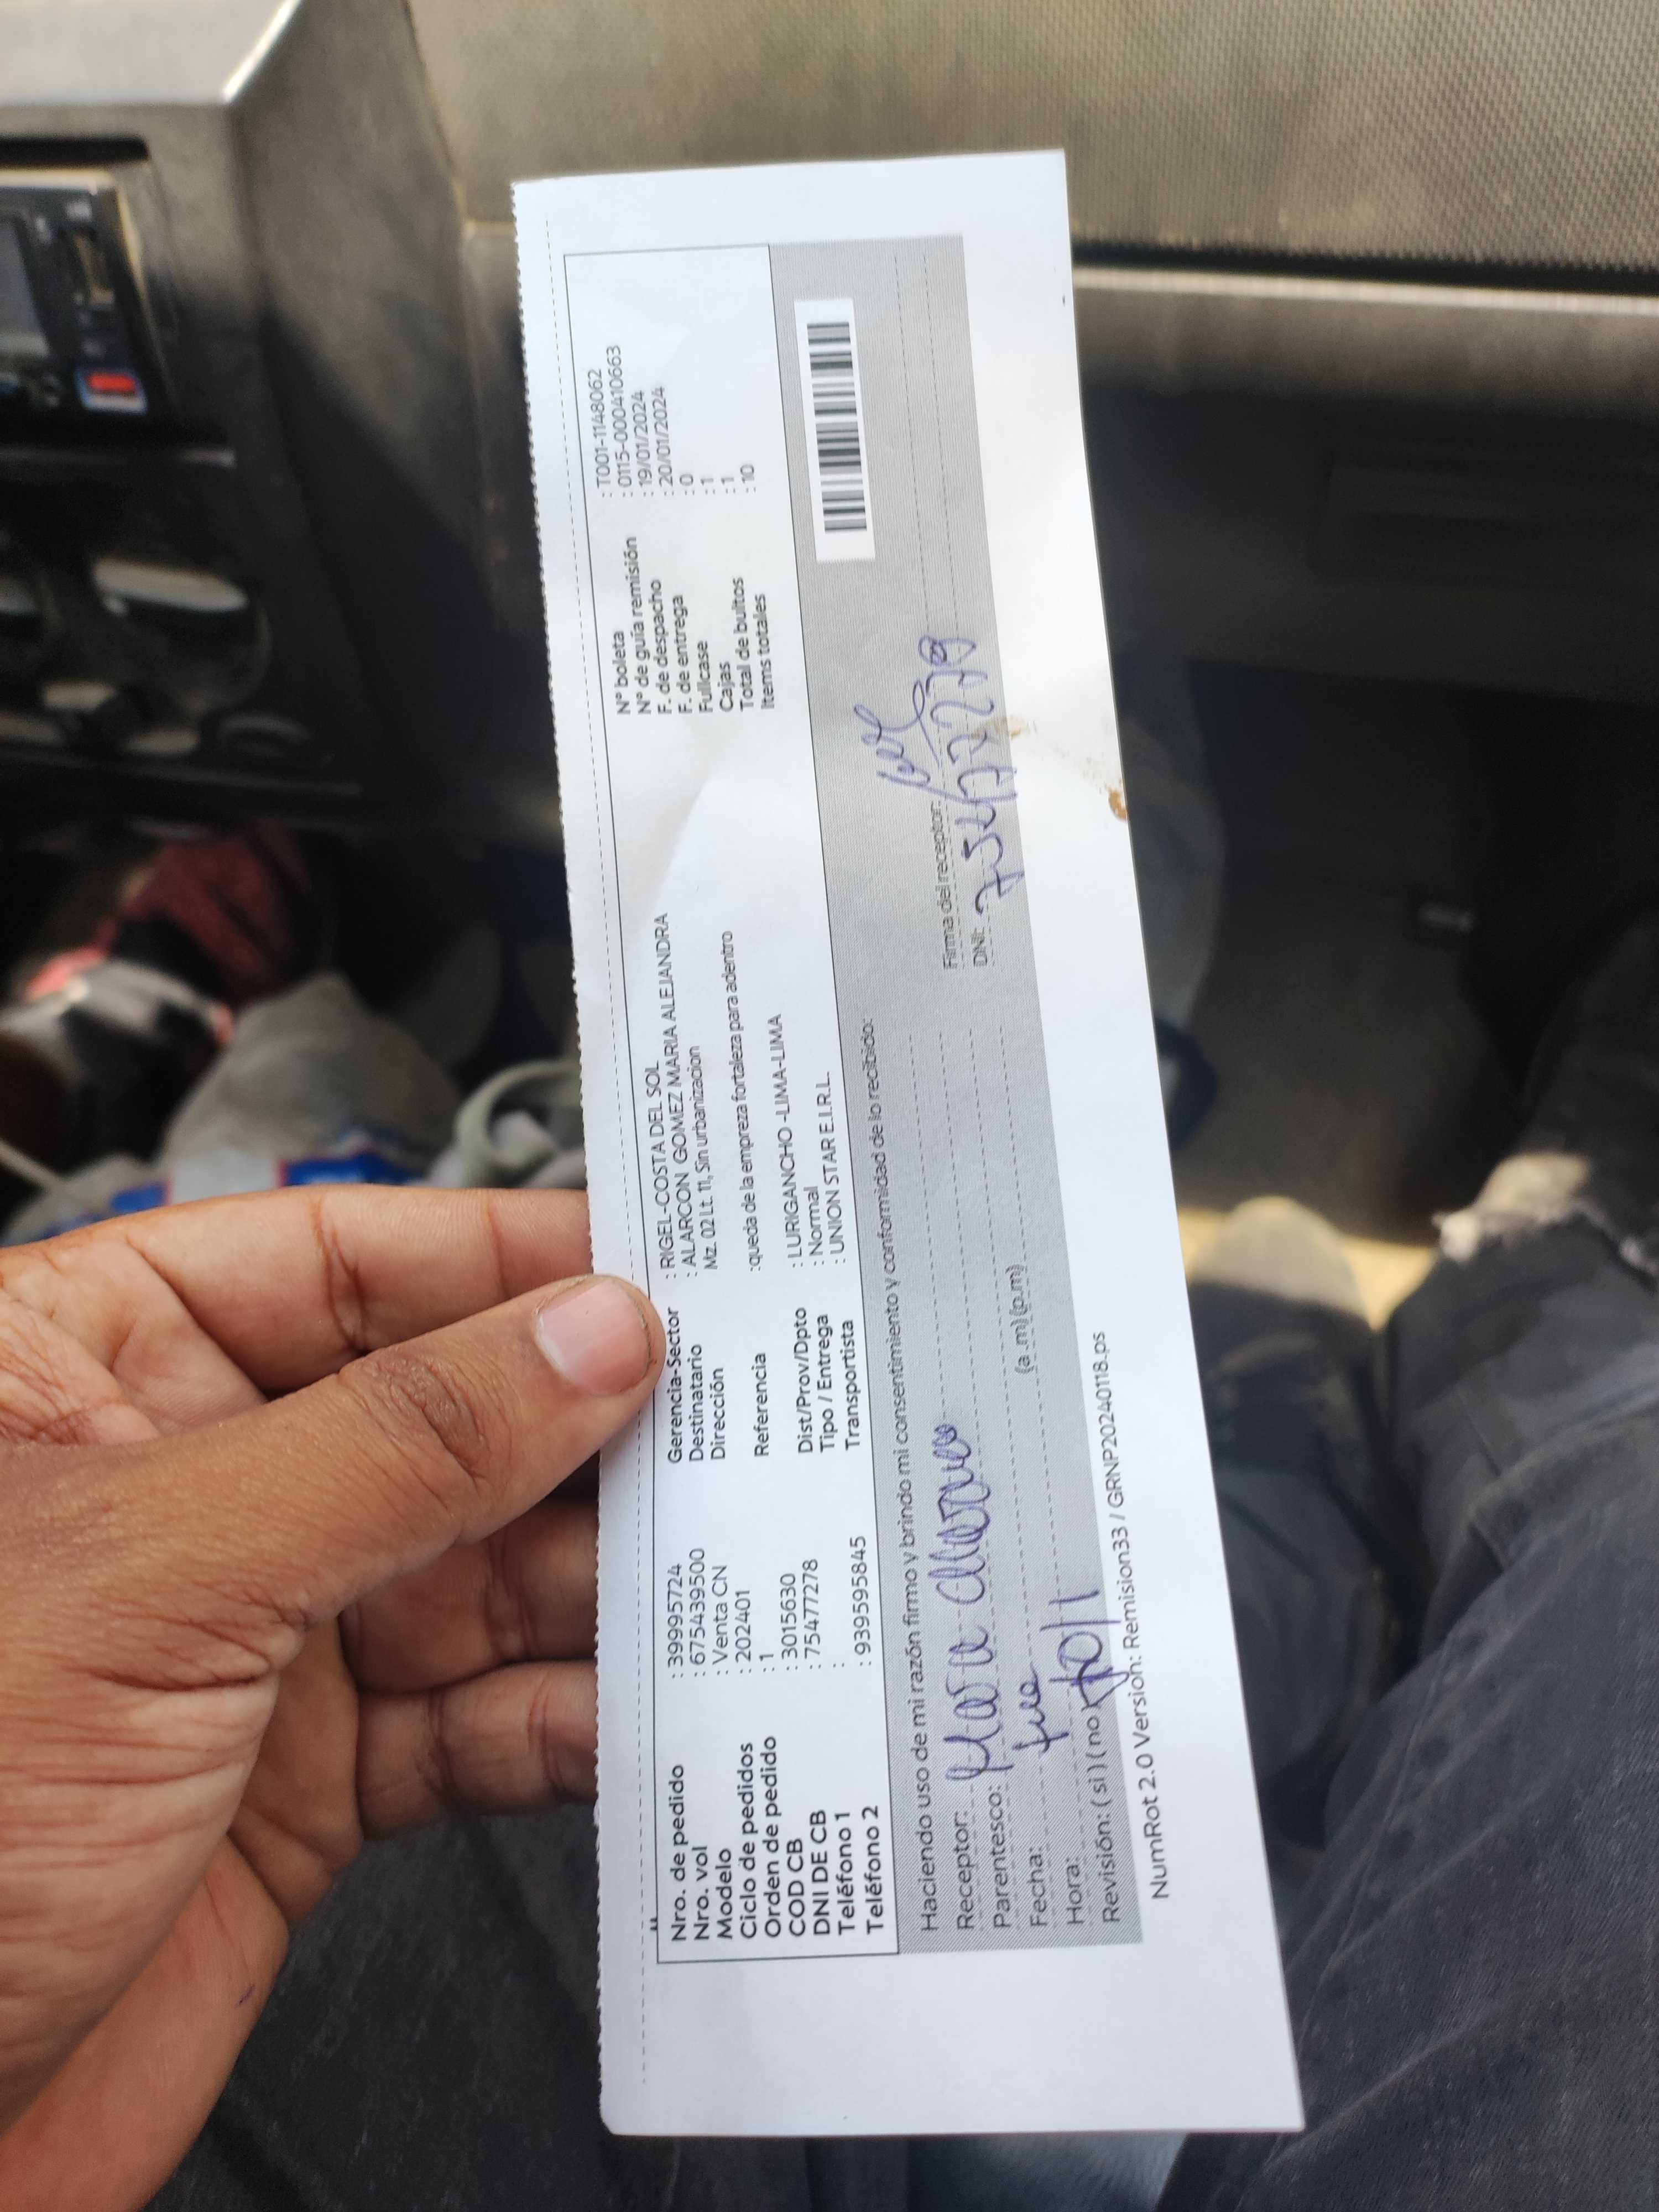 Nro. de pedido : 39995724
Nro. vol : 675439500
Modelo : Venta CN
Ciclo de pedidos : 202401
Orden de pedido : 1
COD CB : 3015630
DNI DE CB : 75477278
Teléfono 1 :
Teléfono 2 : 939595845
Gerencia-Sector : RIGEL-COSTA DEL SOL
Destinatario : ALARCON GOMEZ MARIA ALEJANDRA
Dirección Mz. 02 Lt. 11, Sin urbanizacion
Referencia :queda de la empreza fortaleza para adentro
Dist/Prov/Dpto : LURIGANCHO -LIMA-LIMA
Tipo / Entrega : Normal
Transportista : UNION STAR E.I.R.L.
N° boleta : T001-1148062
N° de guía remisión : 0115-0000410663
F. de despacho : 19/01/2024
F. de entrega : 20/01/2024
Fullcase : 0
Cajas : 1
Total de bultos : 1
Items totales : 10
Haciendo uso de mi razón firmo y brindo mi consentimiento y conformidad de lo recibido:
Receptor:
Parentesco:
Fecha:
Hora: (a .m) (p.m)
Revisión: ( si ) ( no )
Firma del receptor:
DNI:
NumRot 2.0 Version: Remision33 / GRNP20240118.ps